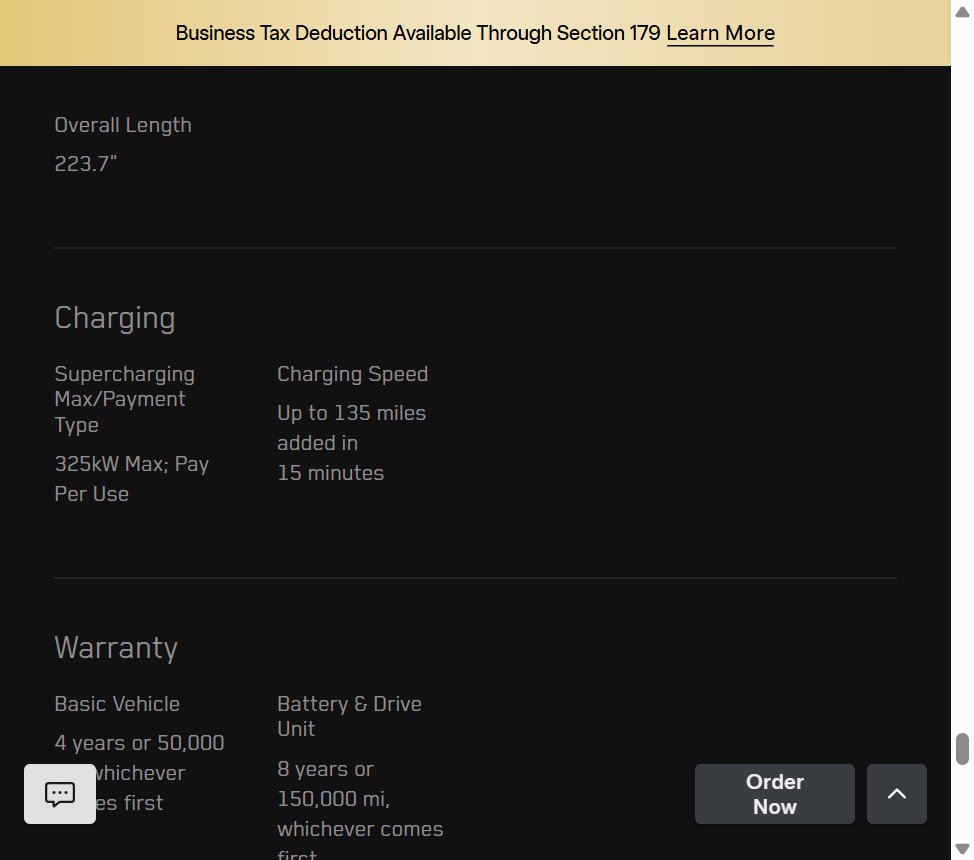 Business Tax Deduction Available Through Section 179 Learn More
Overall Length
223.7"
Charging
Supercharging
Max/Payment
Type
325kW Max; Pay
Per Use
Charging Speed
Up to 135 miles
added in
15 minutes
Warranty
Basic Vehicle
4 years or 50,000
whichever
es first
Battery & Drive
Unit
8 years or
150,000 mi,
whichever comes
first
Order
Now